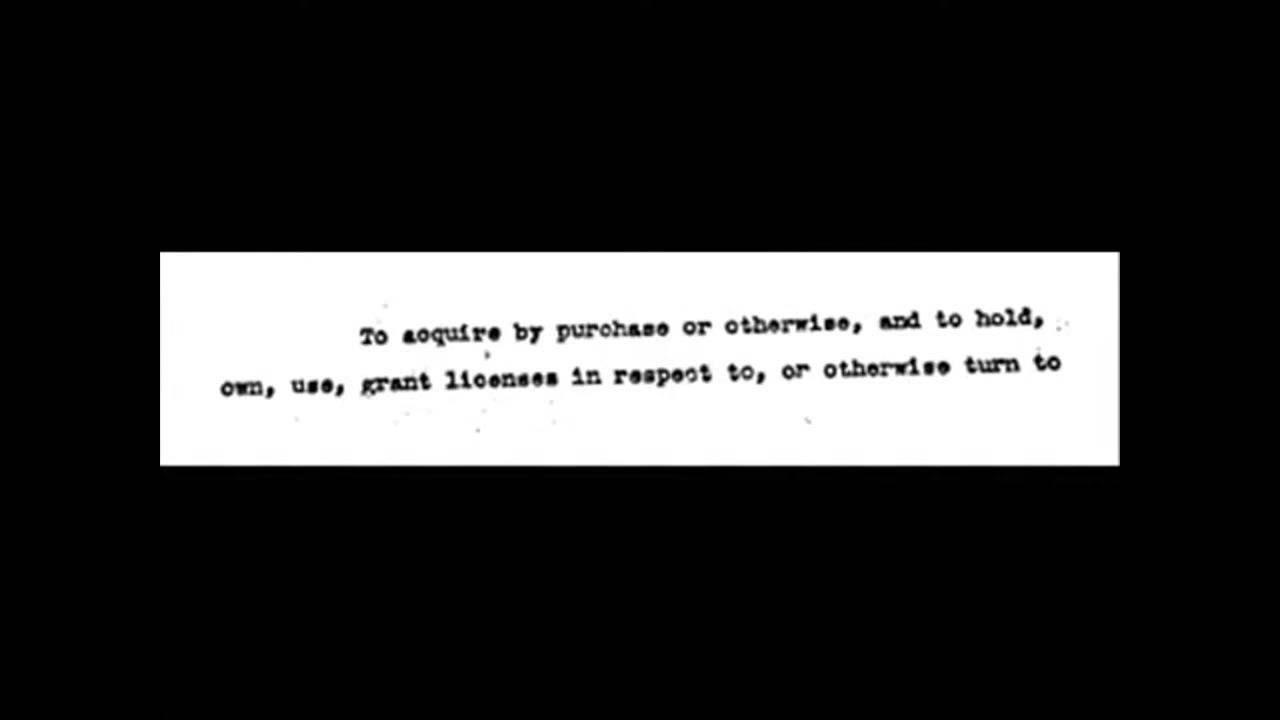 To acquire by purchase or otherwise, and to hold,
own, use, grant licenses in respect to, or otherwise turn to